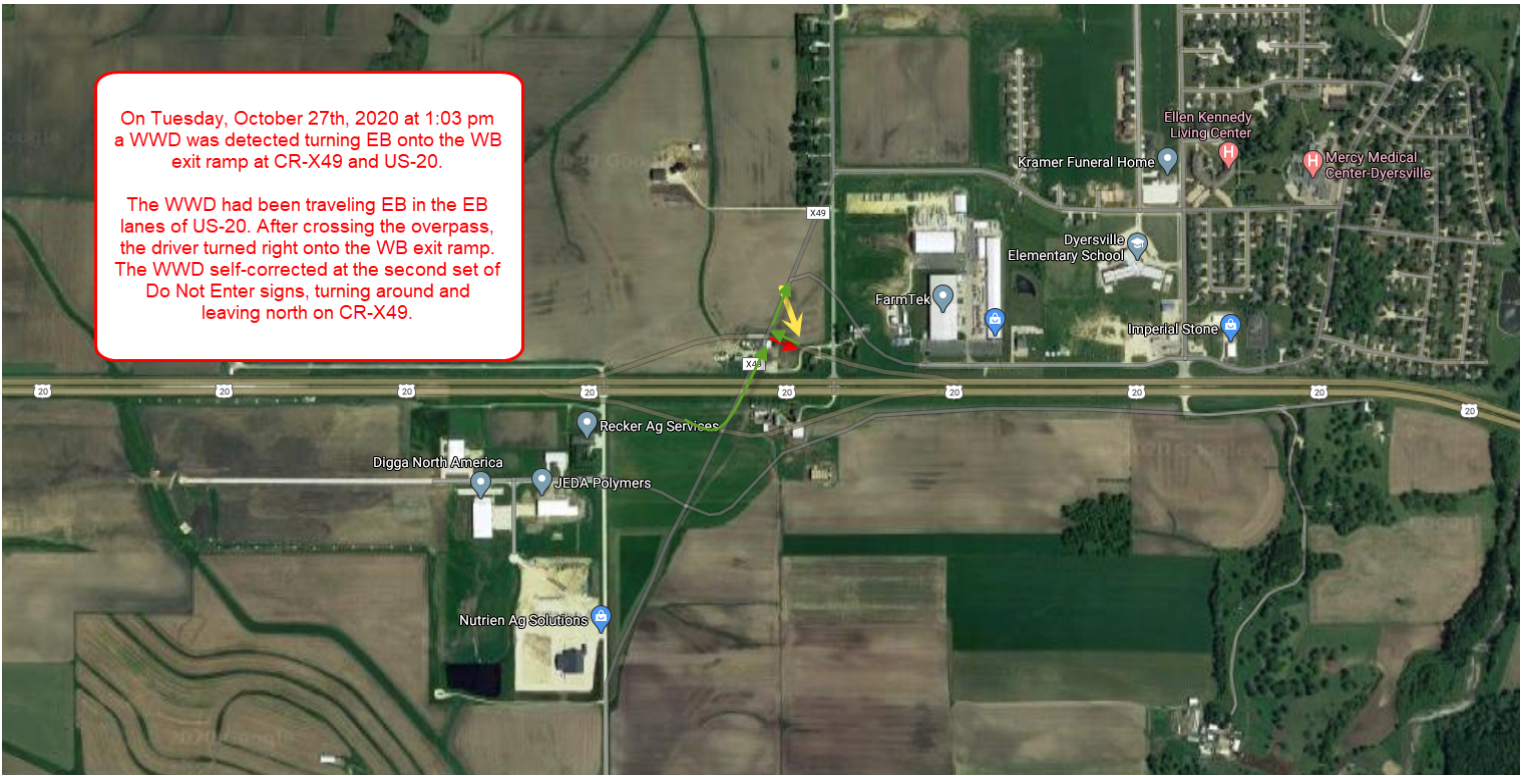 On Tuesday, October 27th, 2020 at 1:03 pm
a WWD was detected turning EB onto the WB
exit ramp at CR-X49 and US-20.
The WWD had been traveling EB in the EB
lanes of US-20. After crossing the overpass,
the driver turned right onto the WB exit ramp.
The WWD self-corrected at the second set of
Do Not Enter signs, turning around and
leaving north on CR-X49.
Ellen Kennedy
Living Center
Kramer Funeral Home
Mercy Medical
Center-Dyersville
X49
Dyersville
Elementary School
FarmTek
Imperial Stone
X49
20
20
20
20
20
20
20
20
20
Recker Ag Services
Digga North America
JEDA Polymers
Nutrien Ag Solutions